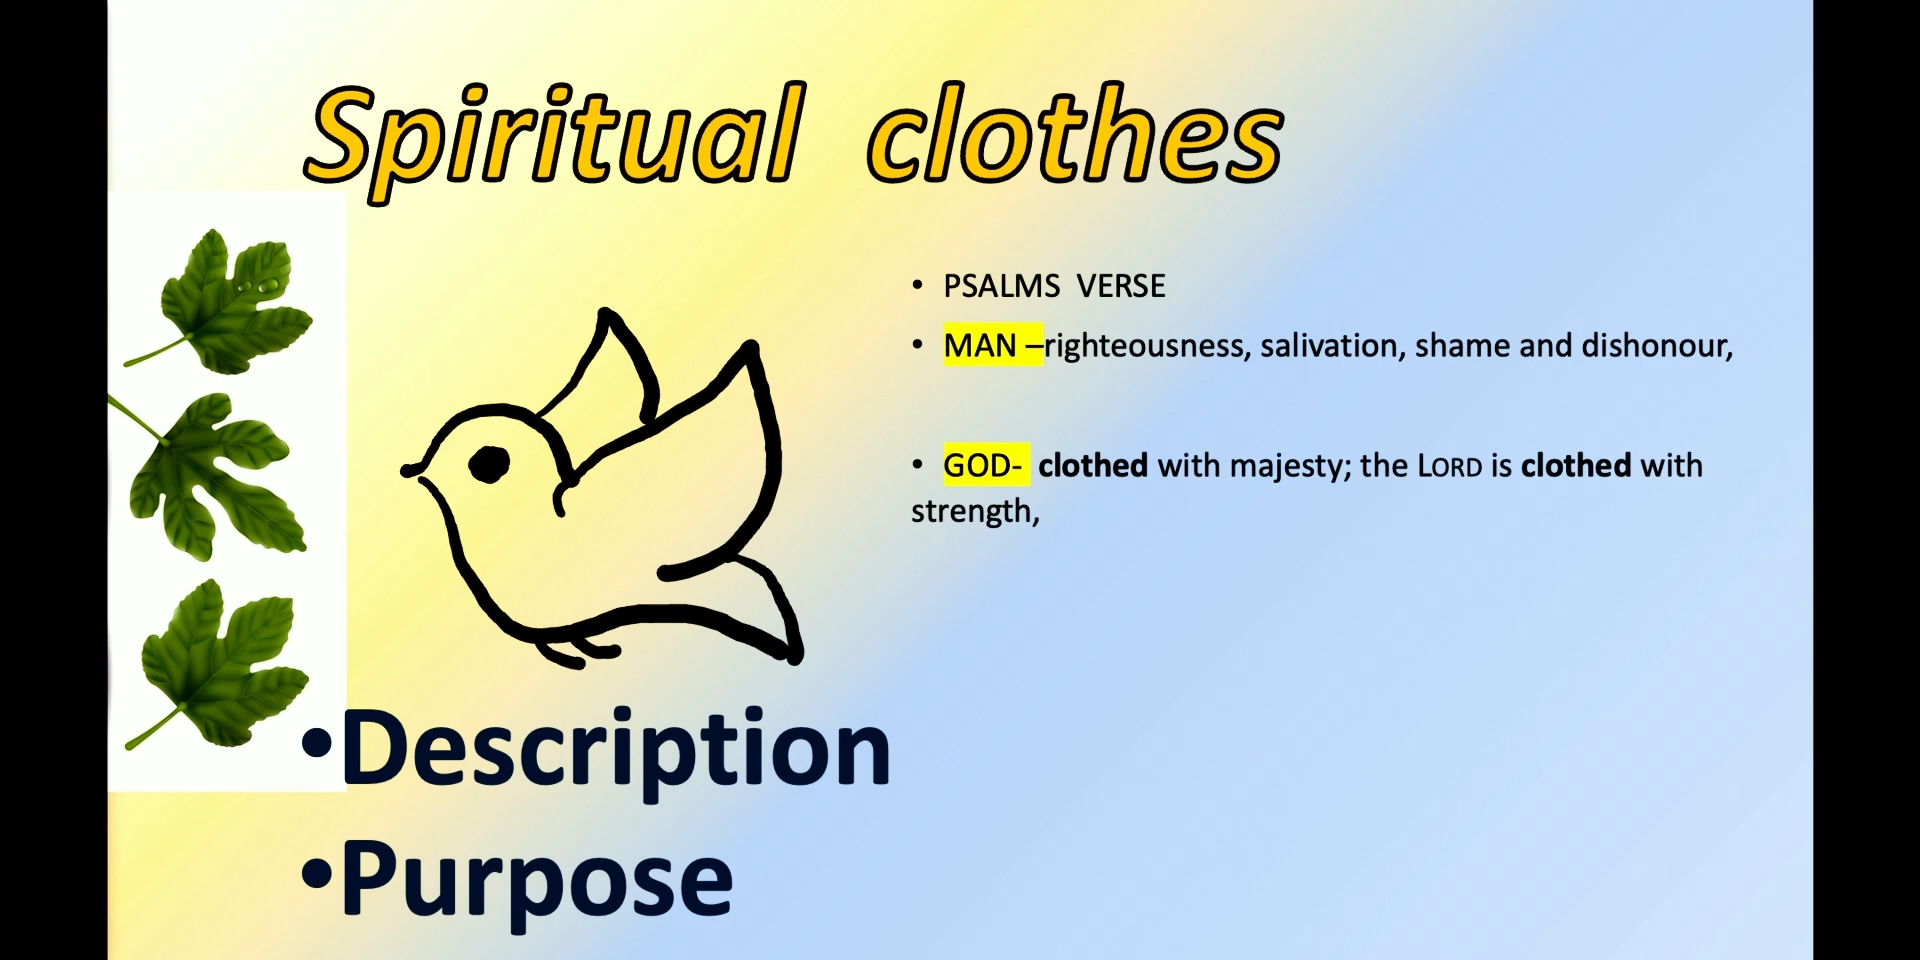 Spiritual clothes
• PSALMS VERSE
• MAN –righteousness, salivation, shame and dishonour,
• GOD- clothed with majesty; the LORD is clothed with
strength,
•Description
•Purpose